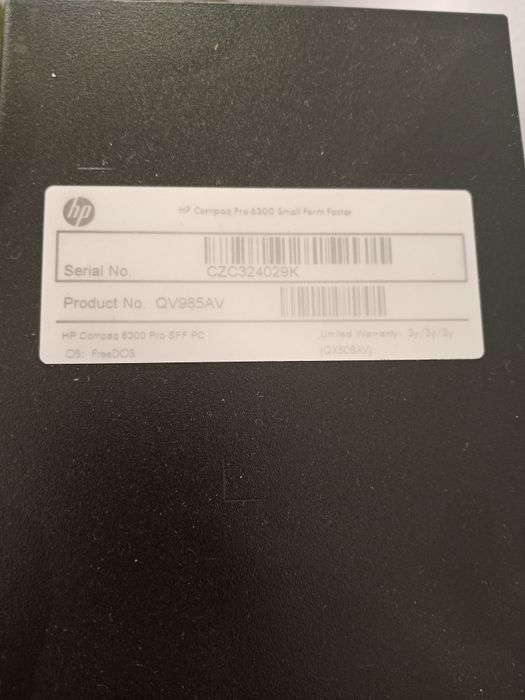 hp
HP Compaq Pro 6300 Small Form Factor
Serial No. CZC324029K
Product No. QV985AV
HP Compaq 6300 Pro SFF PC
Limited Warranty: 3y/3y/3y
OS: FreeDOS
(QX508AV)